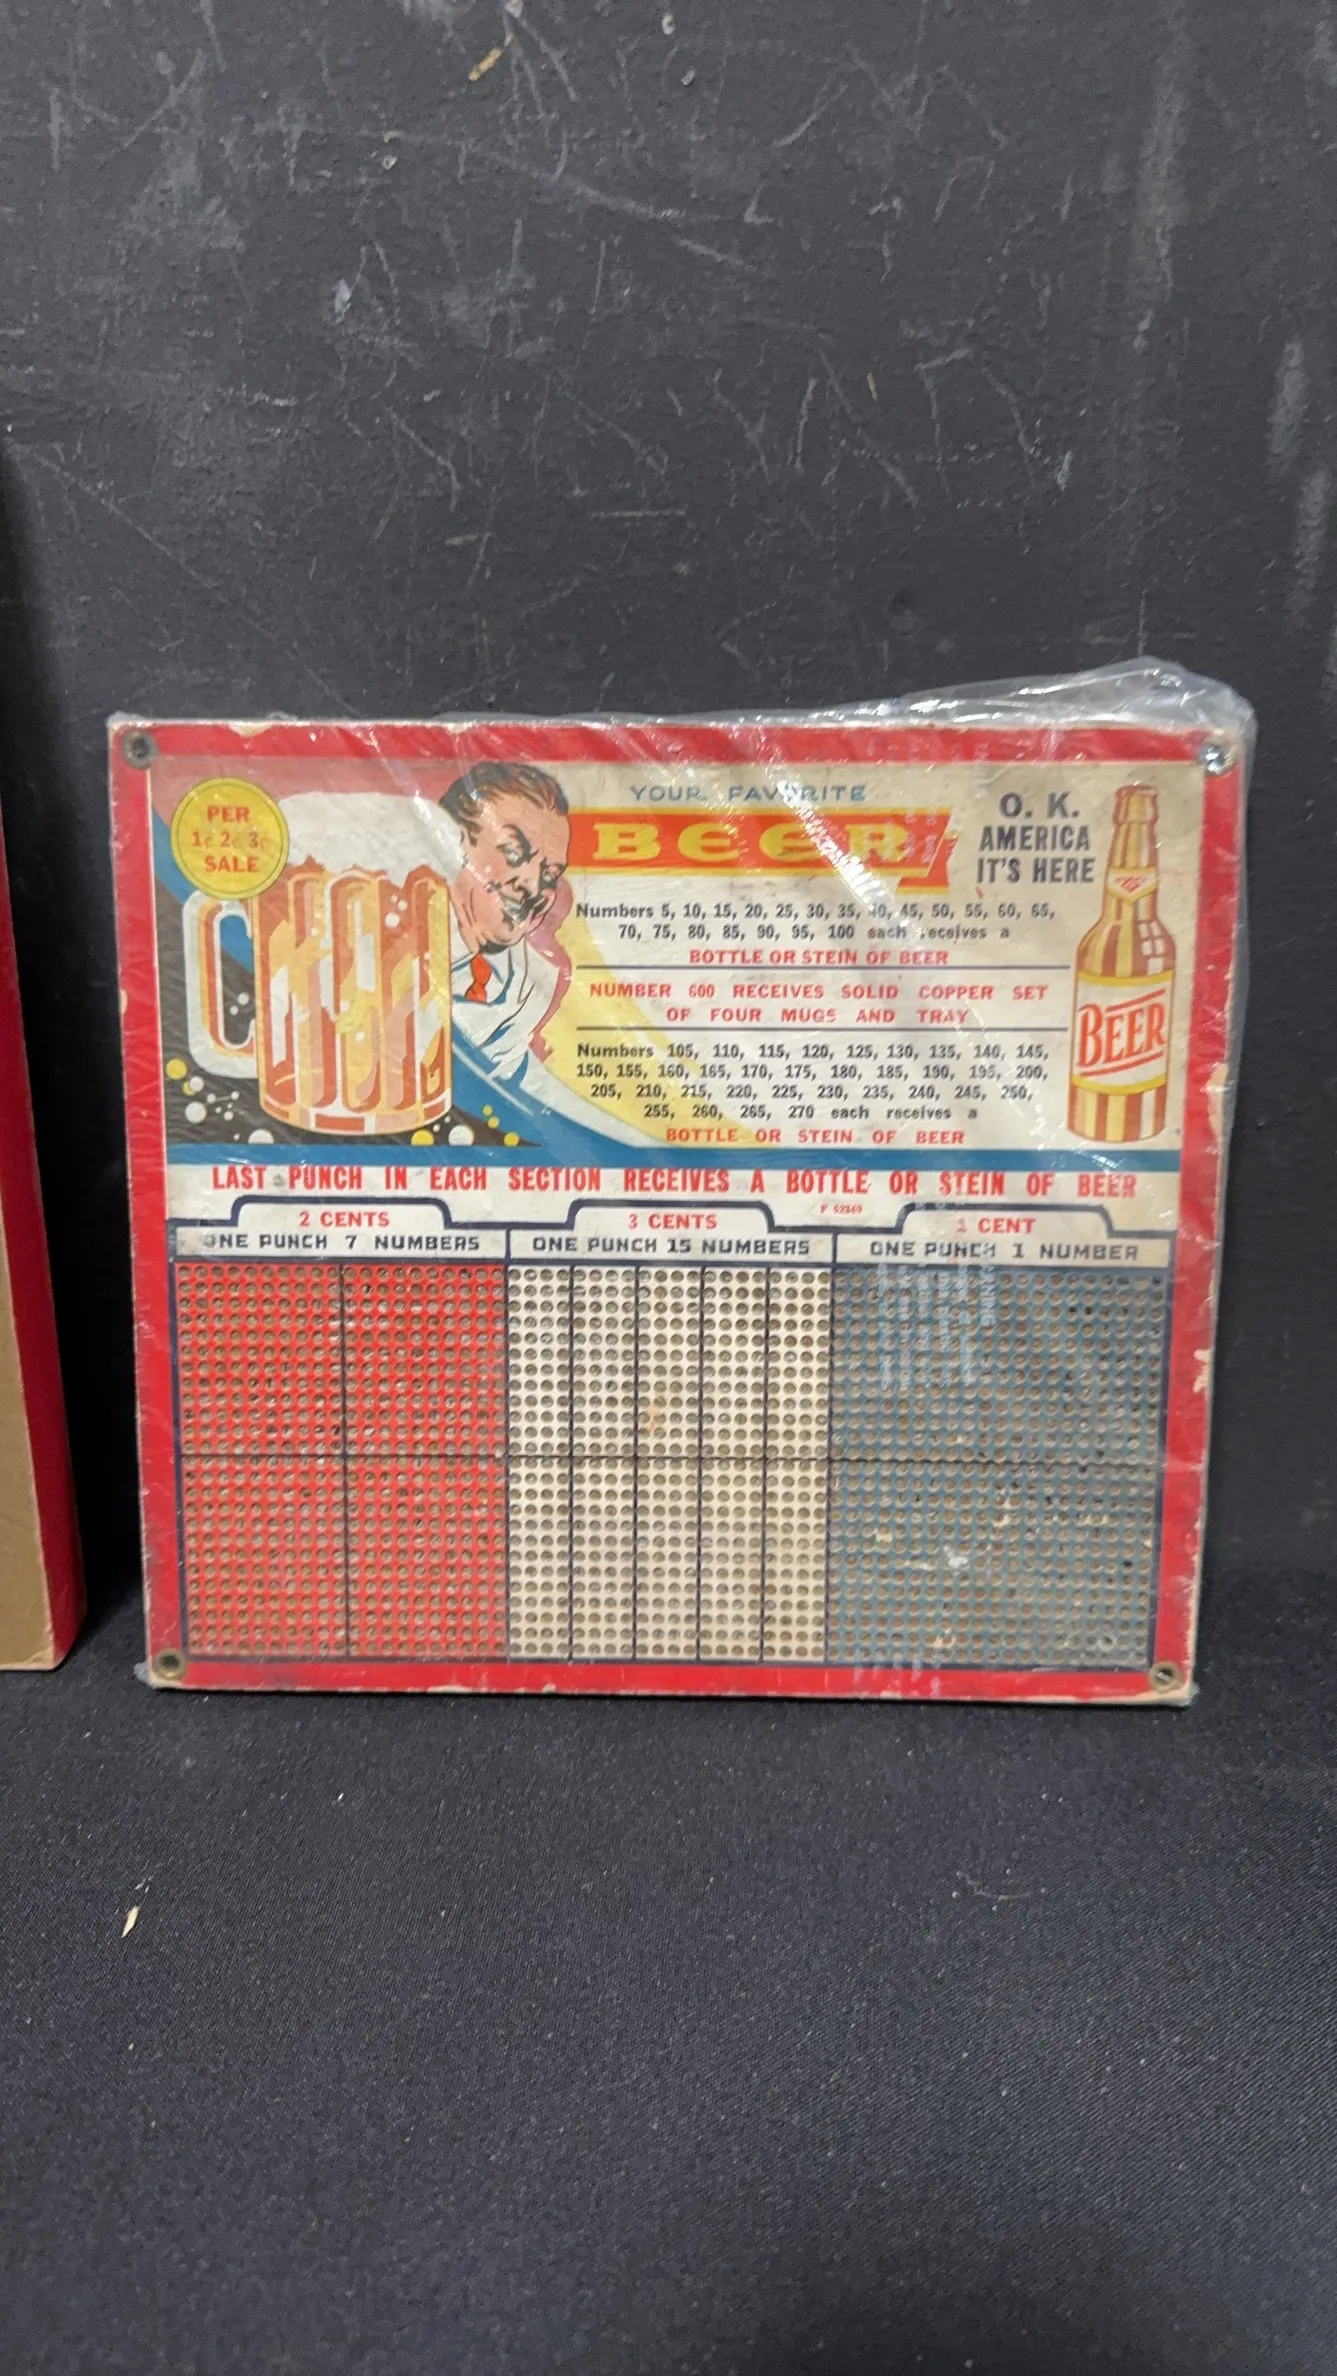 PER
1¢ 2¢ 3¢
SALE
YOUR FAVORITE
BEER
O. K.
AMERICA
IT'S HERE
Numbers 5, 10, 15, 20, 25, 30, 35, 40, 45, 50, 55, 60, 65,
70, 75, 80, 85, 90, 95, 100 each receives a
BOTTLE OR STEIN OF BEER
NUMBER 600 RECEIVES SOLID COPPER SET
OF FOUR MUGS AND TRAY
Numbers 105, 110, 115, 120, 125, 130, 135, 140, 145,
150, 155, 160, 165, 170, 175, 180, 185, 190, 195, 200,
205, 210, 215, 220, 225, 230, 235, 240, 245, 250,
255, 260, 265, 270 each receives a
BOTTLE OR STEIN OF BEER
BEER
LAST PUNCH IN EACH SECTION RECEIVES A BOTTLE OR STEIN OF BEER
F 52349
2 CENTS
ONE PUNCH 7 NUMBERS
3 CENTS
ONE PUNCH 15 NUMBERS
1 CENT
ONE PUNCH 1 NUMBER
WARNING